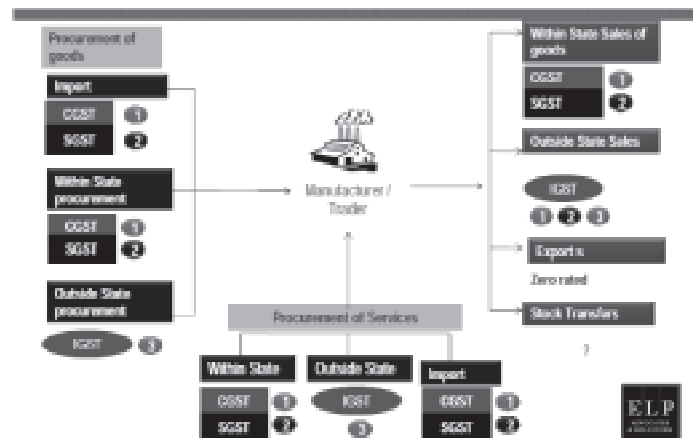 Procurement of
goods
Import
CGST 1
SGST 2
Within State
procurement
CGST 1
SGST 2
Outside State
procurement
IGST 3
Manufacturer /
Trader
Procurement of Services
Within State
CGST 1
SGST 2
Outside State
IGST
3
Import
CGST 1
SGST 2
Within State Sales of
goods
CGST 1
SGST 2
Outside State Sales
IGST
1 2 3
Exports
Zero rated
Stock Transfers
?
ELP